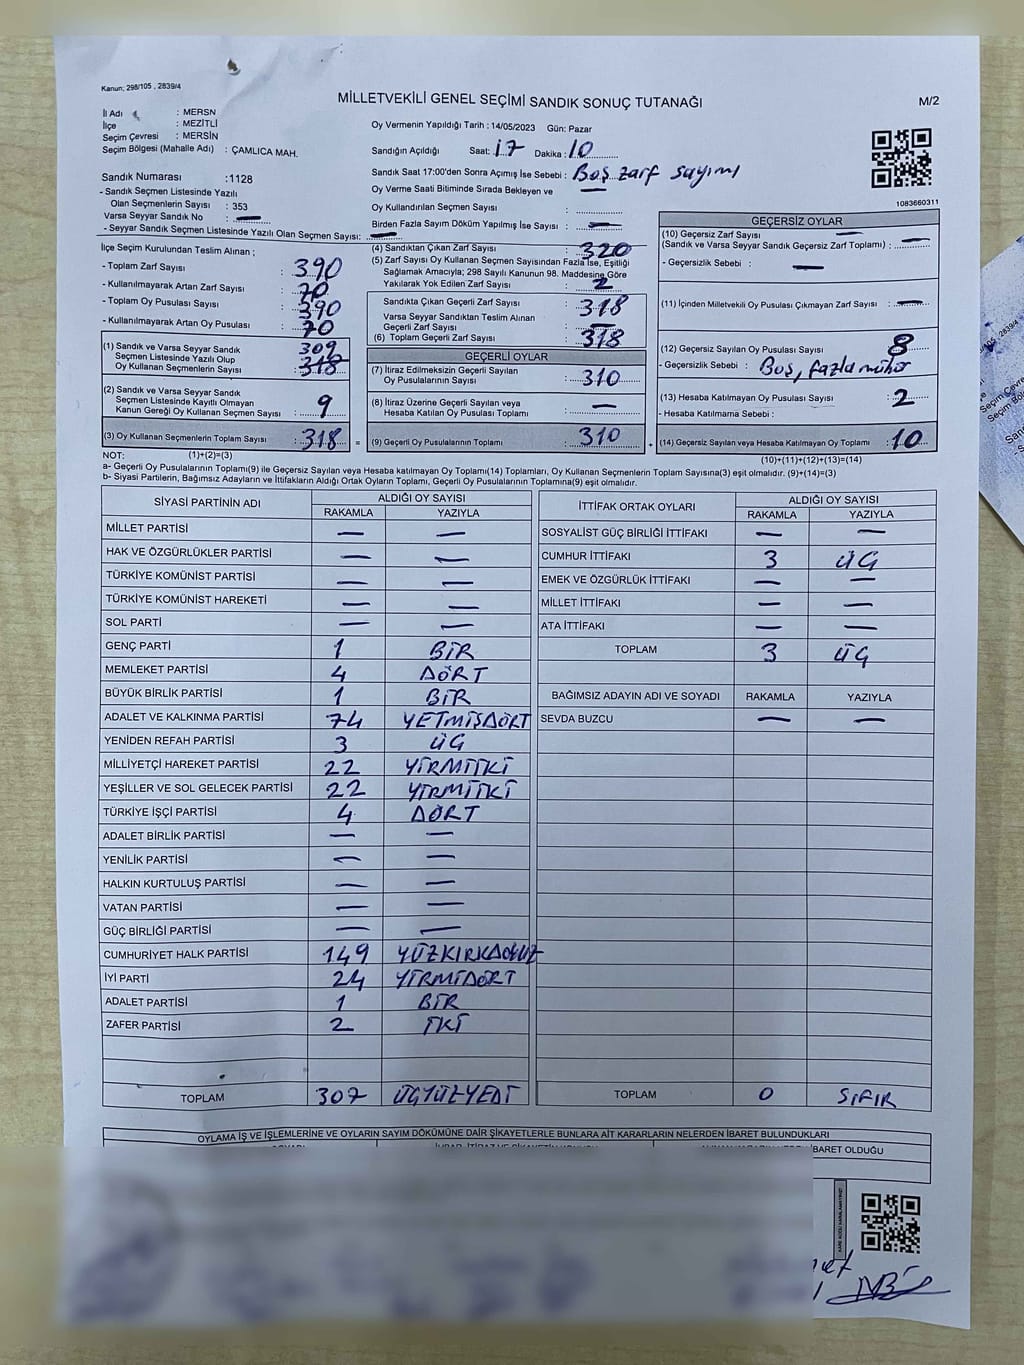 Kanun; 298/105 , 2839/4
MİLLETVEKİLİ GENEL SEÇİMİ SANDIK SONUÇ TUTANAĞI
M/2
İl Adı : MERSN
İlçe : MEZİTLİ
Seçim Çevresi : MERSİN
Seçim Bölgesi (Mahalle Adı) : ÇAMLICA MAH.
Oy Vermenin Yapıldığı Tarih : 14/05/2023 Gün: Pazar
Sandığın Açıldığı Saat: 17 Dakika : 10
Sandık Saat 17:00'den Sonra Açımış İse Sebebi : Boş zarf sayımı
Oy Verme Saati Bitiminde Sırada Bekleyen ve —
Oy Kullandırılan Seçmen Sayısı :
Birden Fazla Sayım Döküm Yapılmış İse Sayısı : —
1083660311
Sandık Numarası :1128
- Sandık Seçmen Listesinde Yazılı
Olan Seçmenlerin Sayısı : 353
Varsa Seyyar Sandık No : —
- Seyyar Sandık Seçmen Listesinde Yazılı Olan Seçmen Sayısı: —
İlçe Seçim Kurulundan Teslim Alınan ;
- Toplam Zarf Sayısı : 390
- Kullanılmayarak Artan Zarf Sayısı : 70
- Toplam Oy Pusulası Sayısı : 390
- Kullanılmayarak Artan Oy Pusulası : 70
(1) Sandık ve Varsa Seyyar Sandık 309
Seçmen Listesinde Yazılı Olup
Oy Kullanan Seçmenlerin Sayısı : 318
(2) Sandık ve Varsa Seyyar Sandık
Seçmen Listesinde Kayıtlı Olmayan
Kanun Gereği Oy Kullanan Seçmen Sayısı : 9
(3) Oy Kullanan Seçmenlerin Toplam Sayısı : 318 =
(4) Sandıktan Çıkan Zarf Sayısı : 320
(5) Zarf Sayısı Oy Kullanan Seçmen Sayısından Fazla İse, Eşitliği
Sağlamak Amacıyla; 298 Sayılı Kanunun 98. Maddesine Göre
Yakılarak Yok Edilen Zarf Sayısı : 2
Sandıkta Çıkan Geçerli Zarf Sayısı : 318
Varsa Seyyar Sandıktan Teslim Alınan
Geçerli Zarf Sayısı : —
(6) Toplam Geçerli Zarf Sayısı : 318
GEÇERLİ OYLAR
(7) İtiraz Edilmeksizin Geçerli Sayılan
Oy Pusulalarının Sayısı : 310
(8) İtiraz Üzerine Geçerli Sayılan veya
Hesaba Katılan Oy Pusulası Toplamı : —
(9) Geçerli Oy Pusulalarının Toplamı : 310 +
GEÇERSİZ OYLAR
(10) Geçersiz Zarf Sayısı —
(Sandık ve Varsa Seyyar Sandık Geçersiz Zarf Toplamı) : —
- Geçersizlik Sebebi : —
(11) İçinden Milletvekili Oy Pusulası Çıkmayan Zarf Sayısı : —
(12) Geçersiz Sayılan Oy Pusulası Sayısı : 8
- Geçersizlik Sebebi : Boş, fazla mühür
(13) Hesaba Katılmayan Oy Pusulası Sayısı : 2
- Hesaba Katılmama Sebebi :
(14) Geçersiz Sayılan veya Hesaba Katılmayan Oy Toplamı : 10
NOT: (1)+(2)=(3)
(10)+(11)+(12)+(13)=(14)
a- Geçerli Oy Pusulalarının Toplamı(9) ile Geçersiz Sayılan veya Hesaba katılmayan Oy Toplamı(14) Toplamları, Oy Kullanan Seçmenlerin Toplam Sayısına(3) eşit olmalıdır. (9)+(14)=(3)
b- Siyasi Partilerin, Bağımsız Adayların ve İttifakların Aldığı Ortak Oyların Toplamı, Geçerli Oy Pusulalarının Toplamına(9) eşit olmalıdır.
SİYASİ PARTİNİN ADI ALDIĞI OY SAYISI
RAKAMLA YAZIYLA
MİLLET PARTİSİ — —
HAK VE ÖZGÜRLÜKLER PARTİSİ — —
TÜRKİYE KOMÜNİST PARTİSİ — —
TÜRKİYE KOMÜNİST HAREKETİ — —
SOL PARTİ — —
GENÇ PARTİ 1 BİR
MEMLEKET PARTİSİ 4 DÖRT
BÜYÜK BİRLİK PARTİSİ 1 BİR
ADALET VE KALKINMA PARTİSİ 74 YETMİŞDÖRT
YENİDEN REFAH PARTİSİ 3 ÜÇ
MİLLİYETÇİ HAREKET PARTİSİ 22 YİRMİİKİ
YEŞİLLER VE SOL GELECEK PARTİSİ 22 YİRMİİKİ
TÜRKİYE İŞÇİ PARTİSİ 4 DÖRT
ADALET BİRLİK PARTİSİ — —
YENİLİK PARTİSİ — —
HALKIN KURTULUŞ PARTİSİ — —
VATAN PARTİSİ — —
GÜÇ BİRLİĞİ PARTİSİ — —
CUMHURİYET HALK PARTİSİ 149 YÜZKIRKDOKUZ
İYİ PARTİ 24 YİRMİDÖRT
ADALET PARTİSİ 1 BİR
ZAFER PARTİSİ 2 İKİ
TOPLAM 307 ÜÇYÜZYEDİ
İTTİFAK ORTAK OYLARI ALDIĞI OY SAYISI
RAKAMLA YAZIYLA
SOSYALİST GÜÇ BİRLİĞİ İTTİFAKI — —
CUMHUR İTTİFAKI 3 ÜÇ
EMEK VE ÖZGÜRLÜK İTTİFAKI — —
MİLLET İTTİFAKI — —
ATA İTTİFAKI — —
TOPLAM 3 ÜÇ
BAĞIMSIZ ADAYIN ADI VE SOYADI RAKAMLA YAZIYLA
SEVDA BUZCU — —
TOPLAM 0 SIFIR
OYLAMA İŞ VE İŞLEMLERİNE VE OYLARIN SAYIM DÖKÜMÜNE DAİR ŞİKAYETLERLE BUNLARA AİT KARARLARIN NELERDEN İBARET BULUNDUKLARI
İBARET OLDUĞU